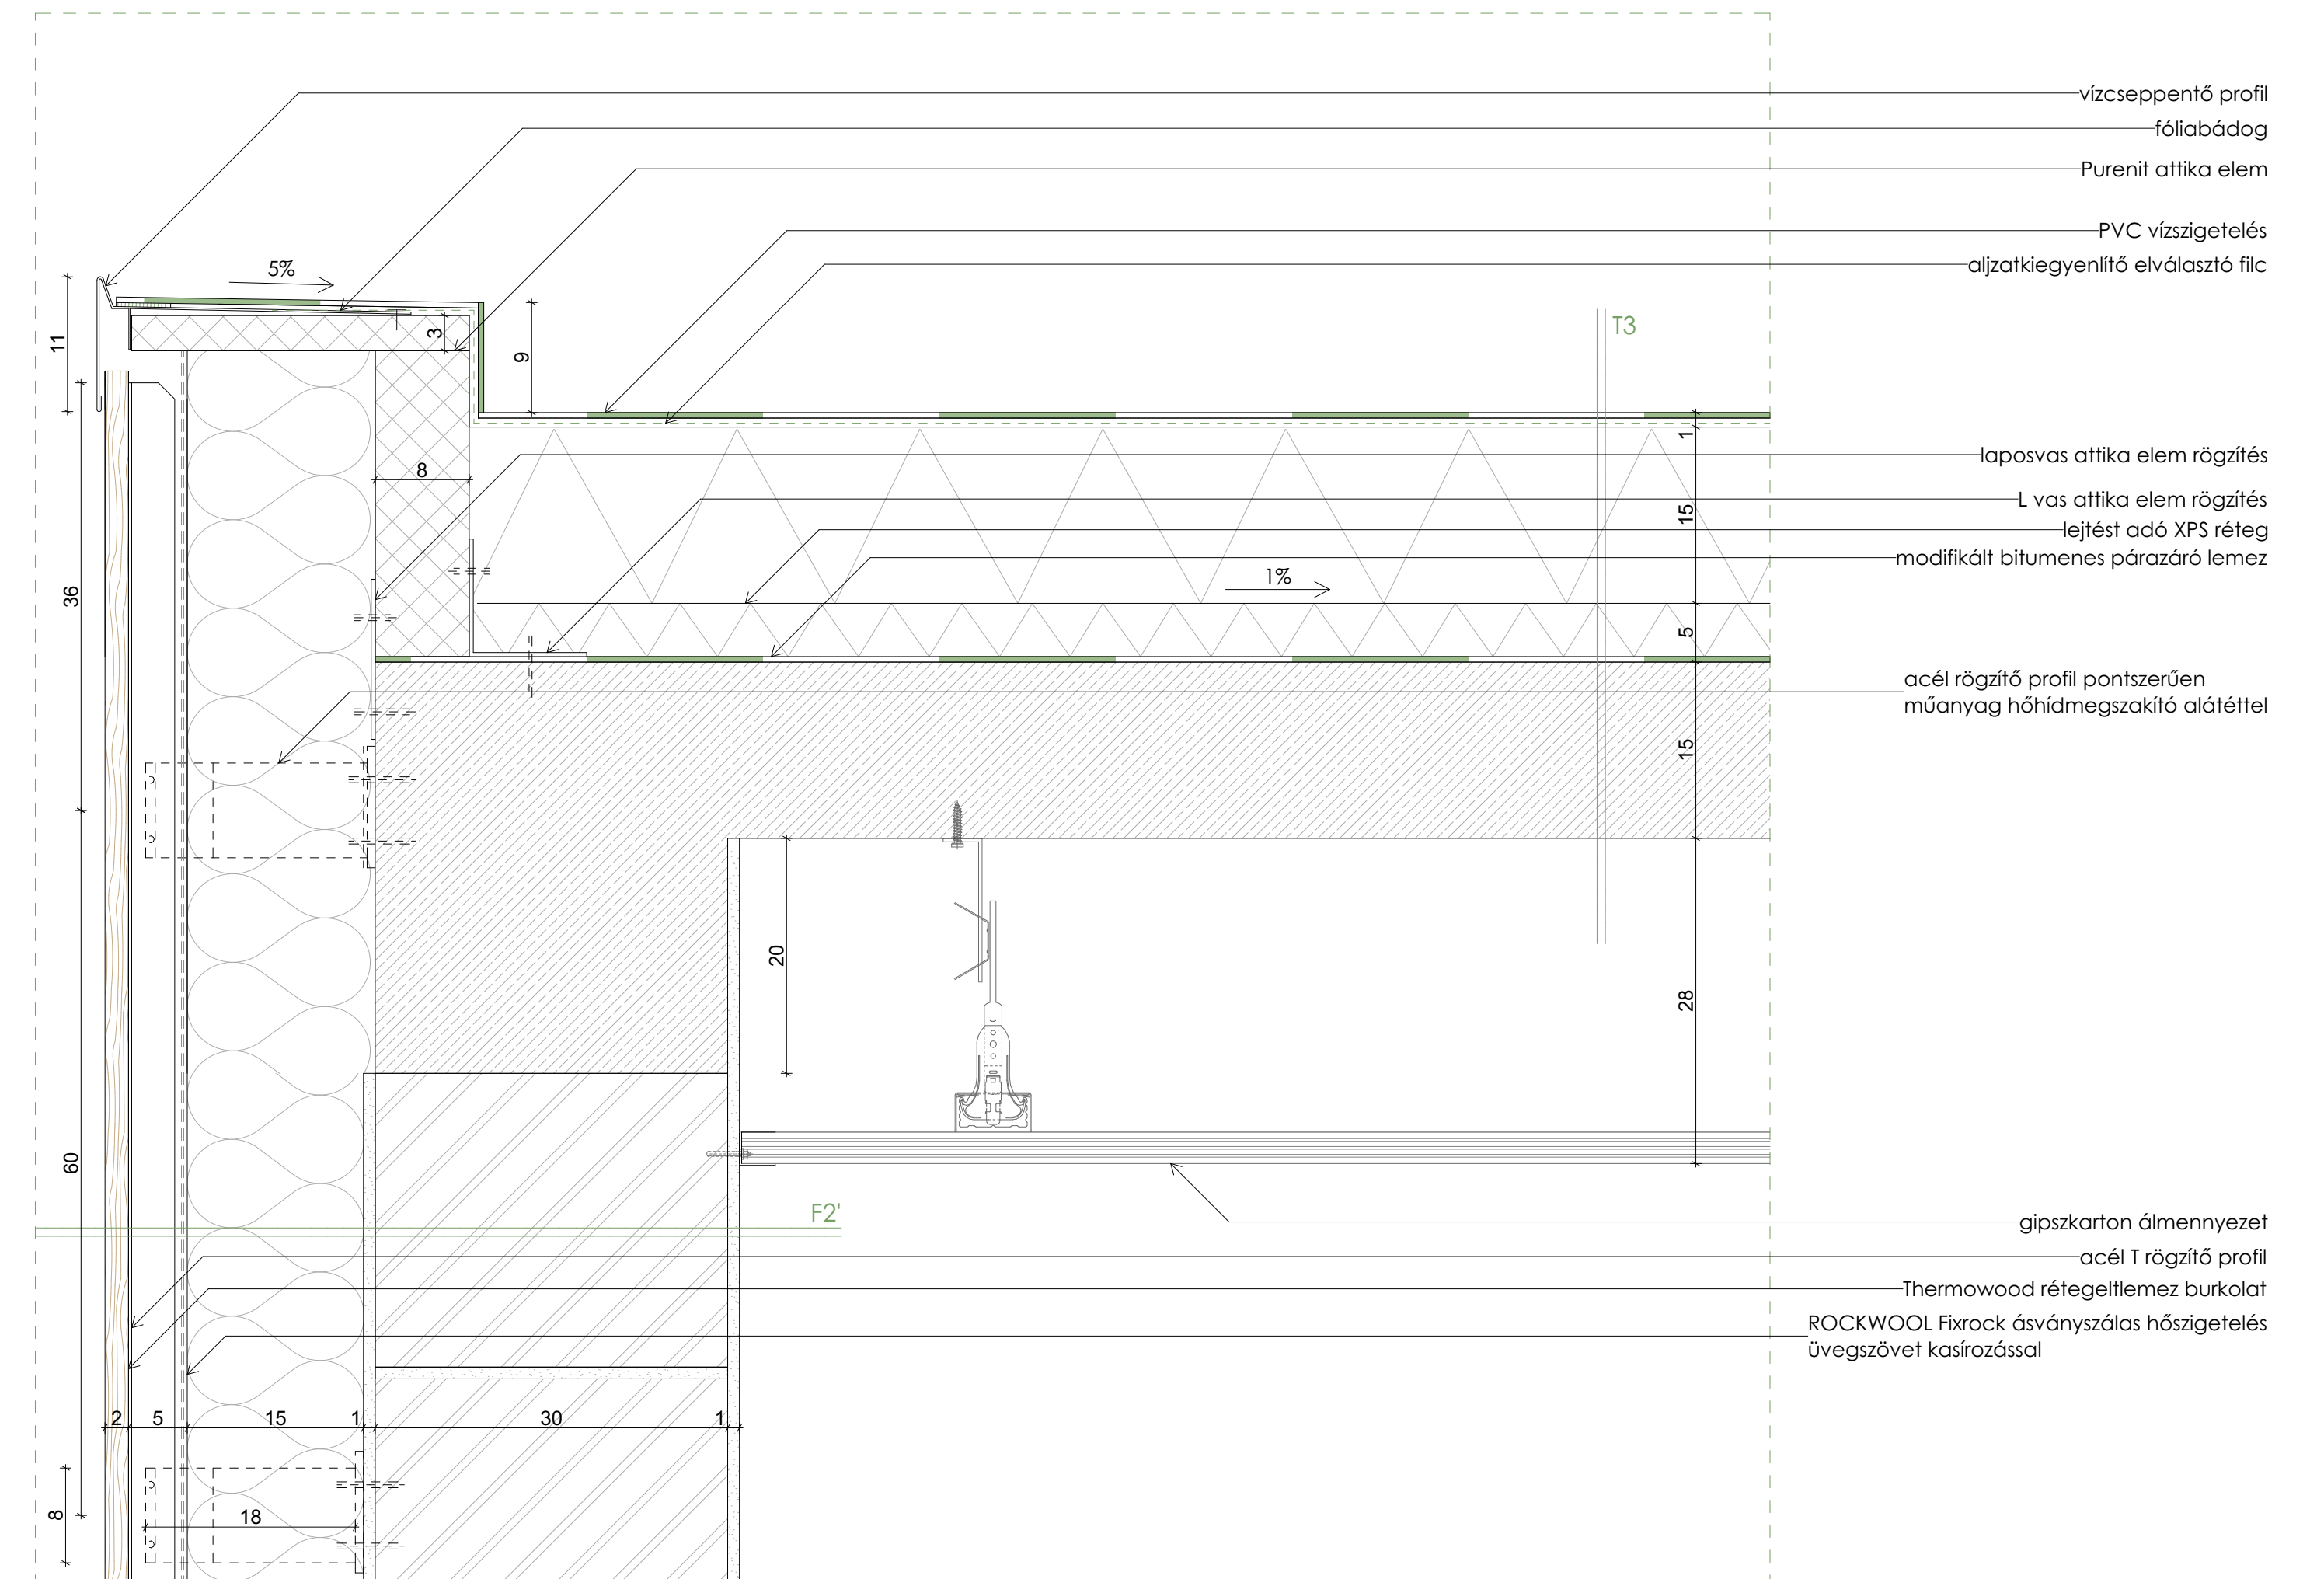 vízcseppentő profil
fóliabádog
Purenit attika elem
PVC vízszigetelés
aljzatkiegyenlítő elválasztó filc
5%
T3
3
9
11
1
8
laposvas attika elem rögzítés
L vas attika elem rögzítés
15
lejtést adó XPS réteg
modifikált bitumenes párazáró lemez
1%
36
5
acél rögzítő profil pontszerűen
műanyag hőhídmegszakító alátéttel
15
20
28
60
F2'
gipszkarton álmennyezet
acél T rögzítő profil
Thermowood rétegeltlemez burkolat
ROCKWOOL Fixrock ásványszálas hőszigetelés
üvegszövet kasírozással
2 5 15 1 30 1
8
18